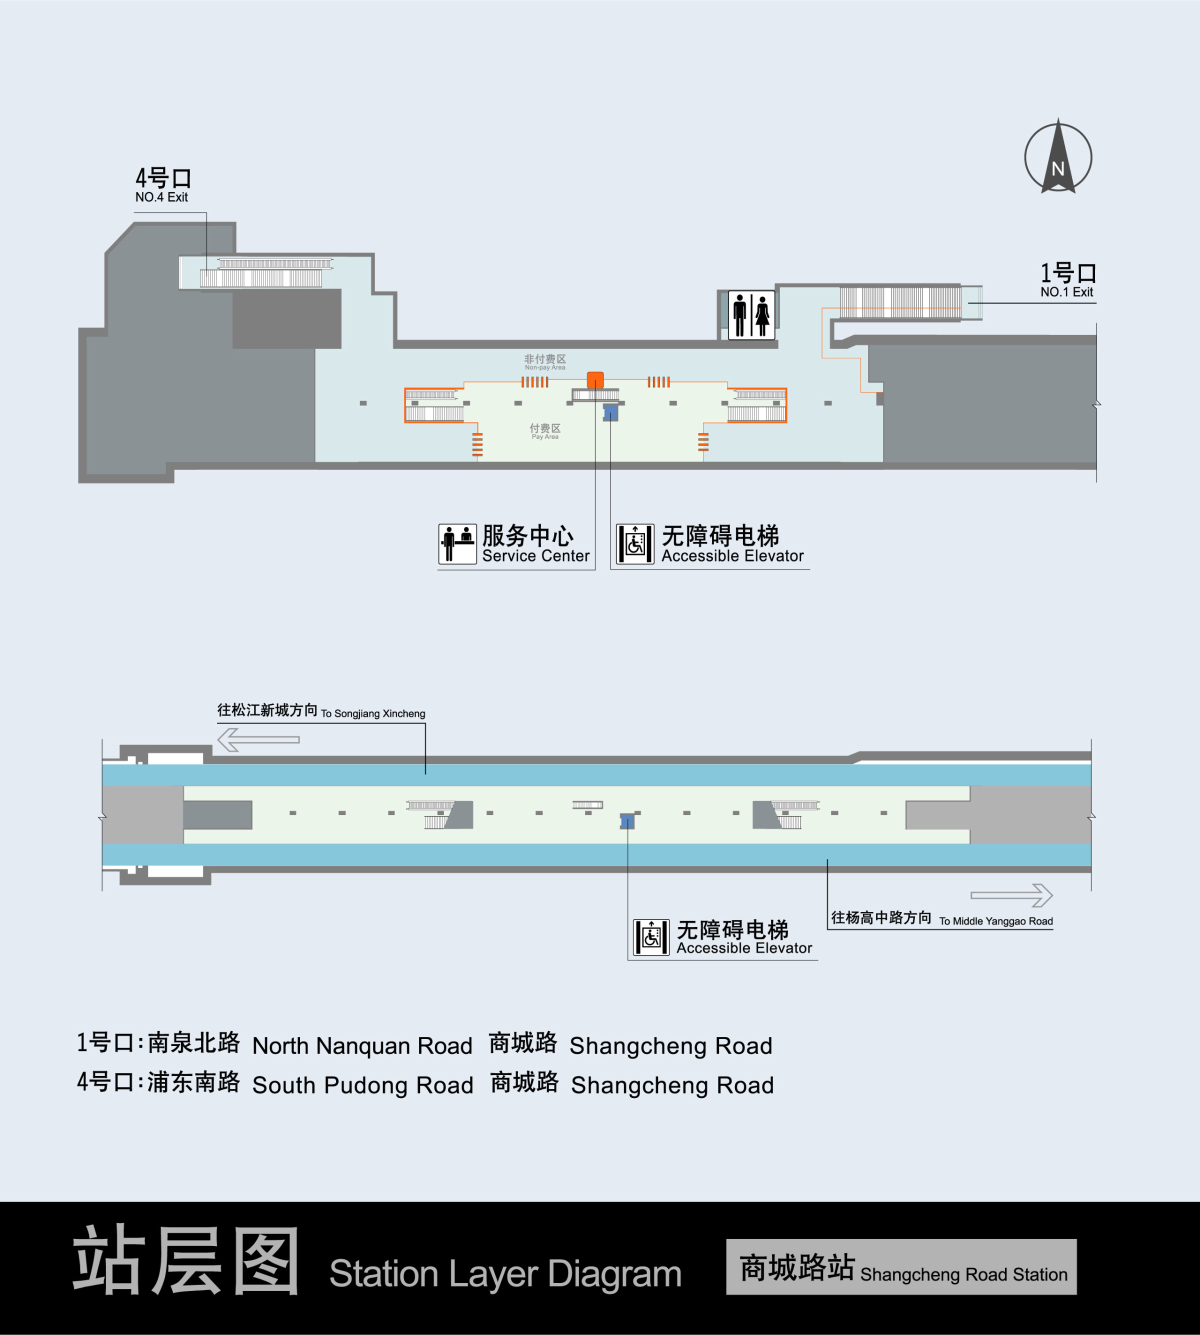 N
4号口
NO.4 Exit
1号口
NO.1 Exit
非付费区
Non-pay Area
付费区
Pay Area
服务中心
Service Center
无障碍电梯
Accessible Elevator
往松江新城方向 To Songjiang Xincheng
往杨高中路方向 To Middle Yanggao Road
无障碍电梯
Accessible Elevator
1号口:南泉北路 North Nanquan Road 商城路 Shangcheng Road
4号口:浦东南路 South Pudong Road 商城路 Shangcheng Road
站层图 Station Layer Diagram
商城路站 Shangcheng Road Station